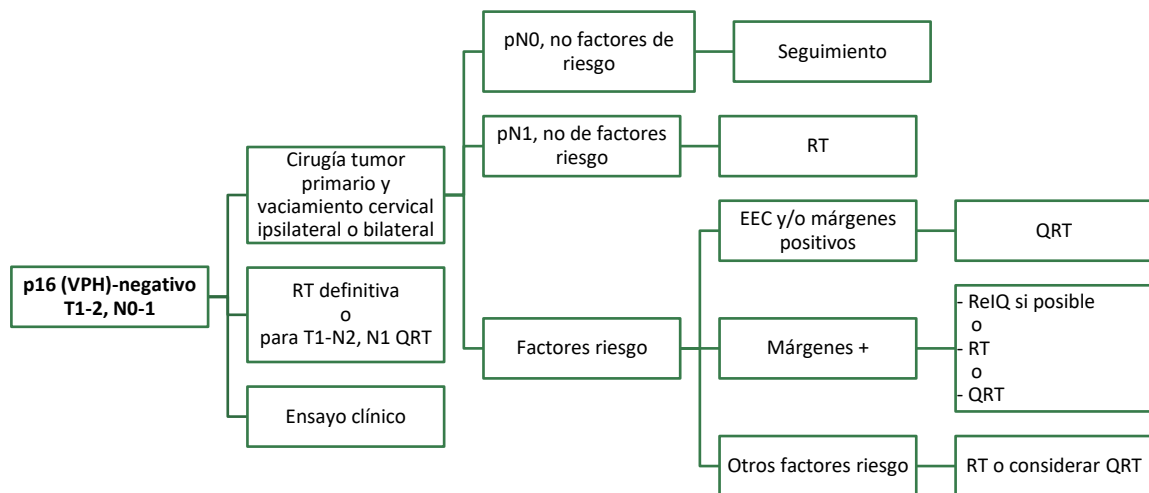 p16 (VPH)-negativo
T1-2, N0-1
Cirugía tumor
primario y
vaciamiento cervical
ipsilateral o bilateral
pN0, no factores de
riesgo
Seguimiento
pN1, no de factores
riesgo
RT
Factores riesgo
EEC y/o márgenes
positivos
QRT
Márgenes +
- ReIQ si posible
o
- RT
o
- QRT
Otros factores riesgo
RT o considerar QRT
RT definitiva
o
para T1-N2, N1 QRT
Ensayo clínico